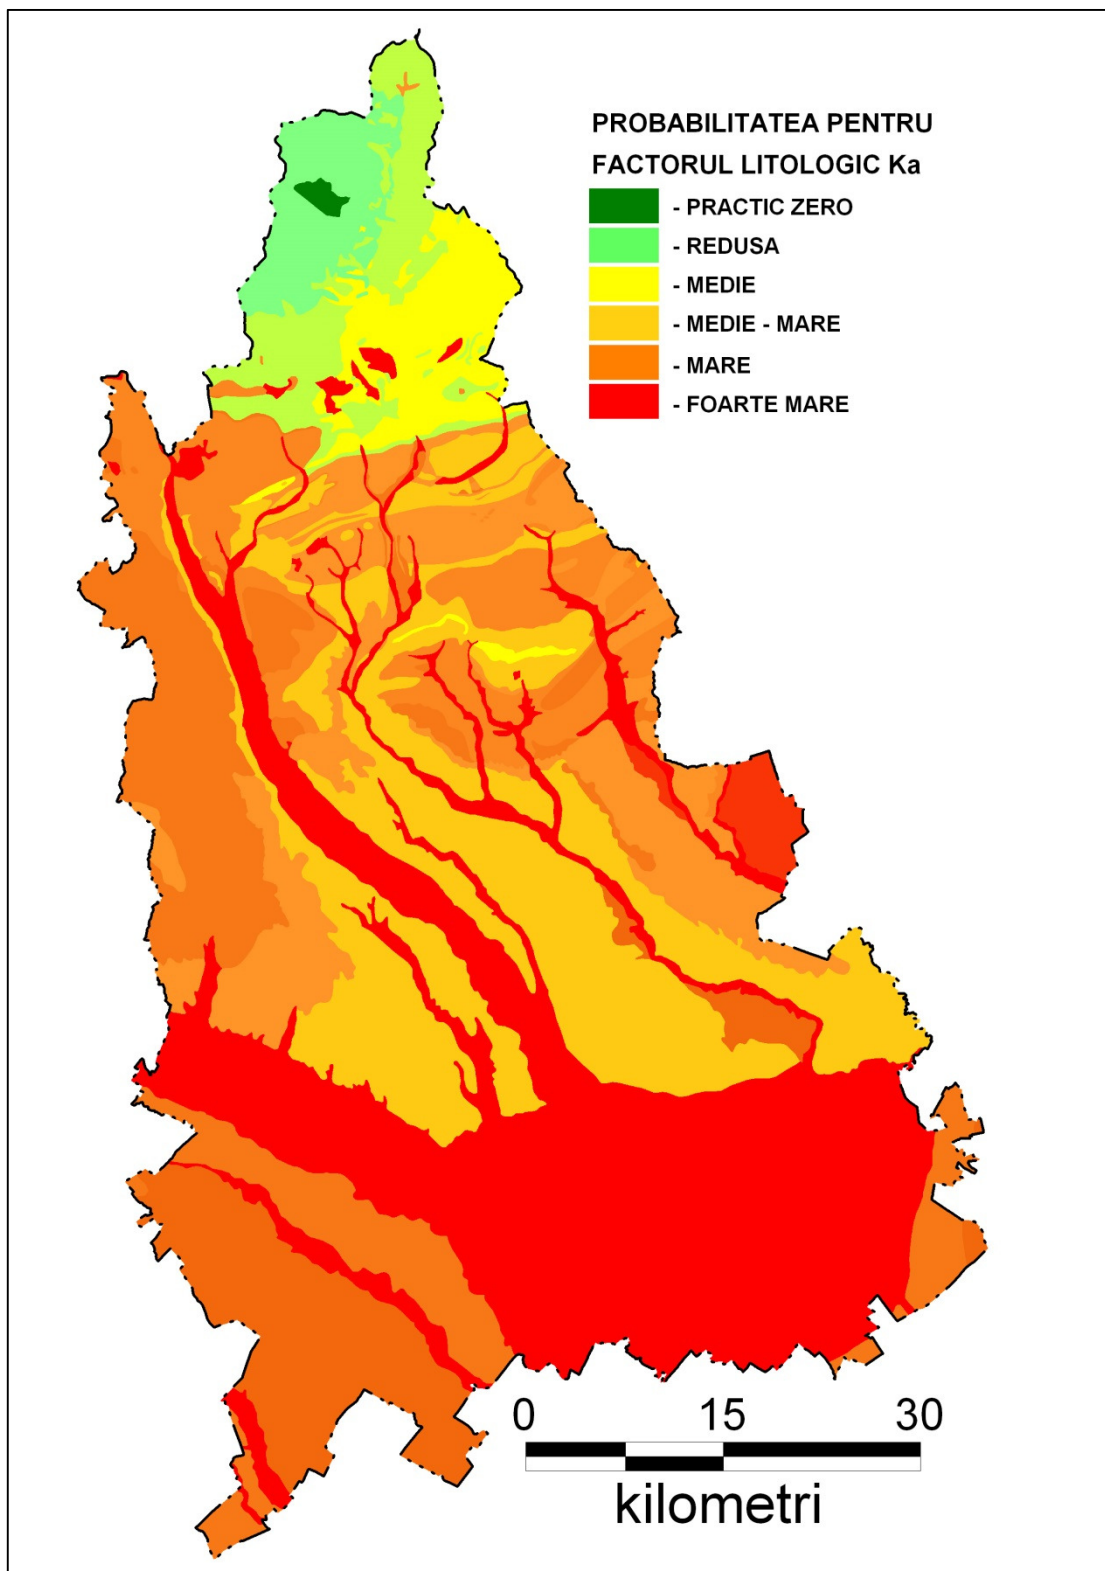 PROBABILITATEA PENTRU
FACTORUL LITOLOGIC Ka
- PRACTIC ZERO
- REDUSA
- MEDIE
- MEDIE - MARE
- MARE
- FOARTE MARE
0 15 30
kilometri